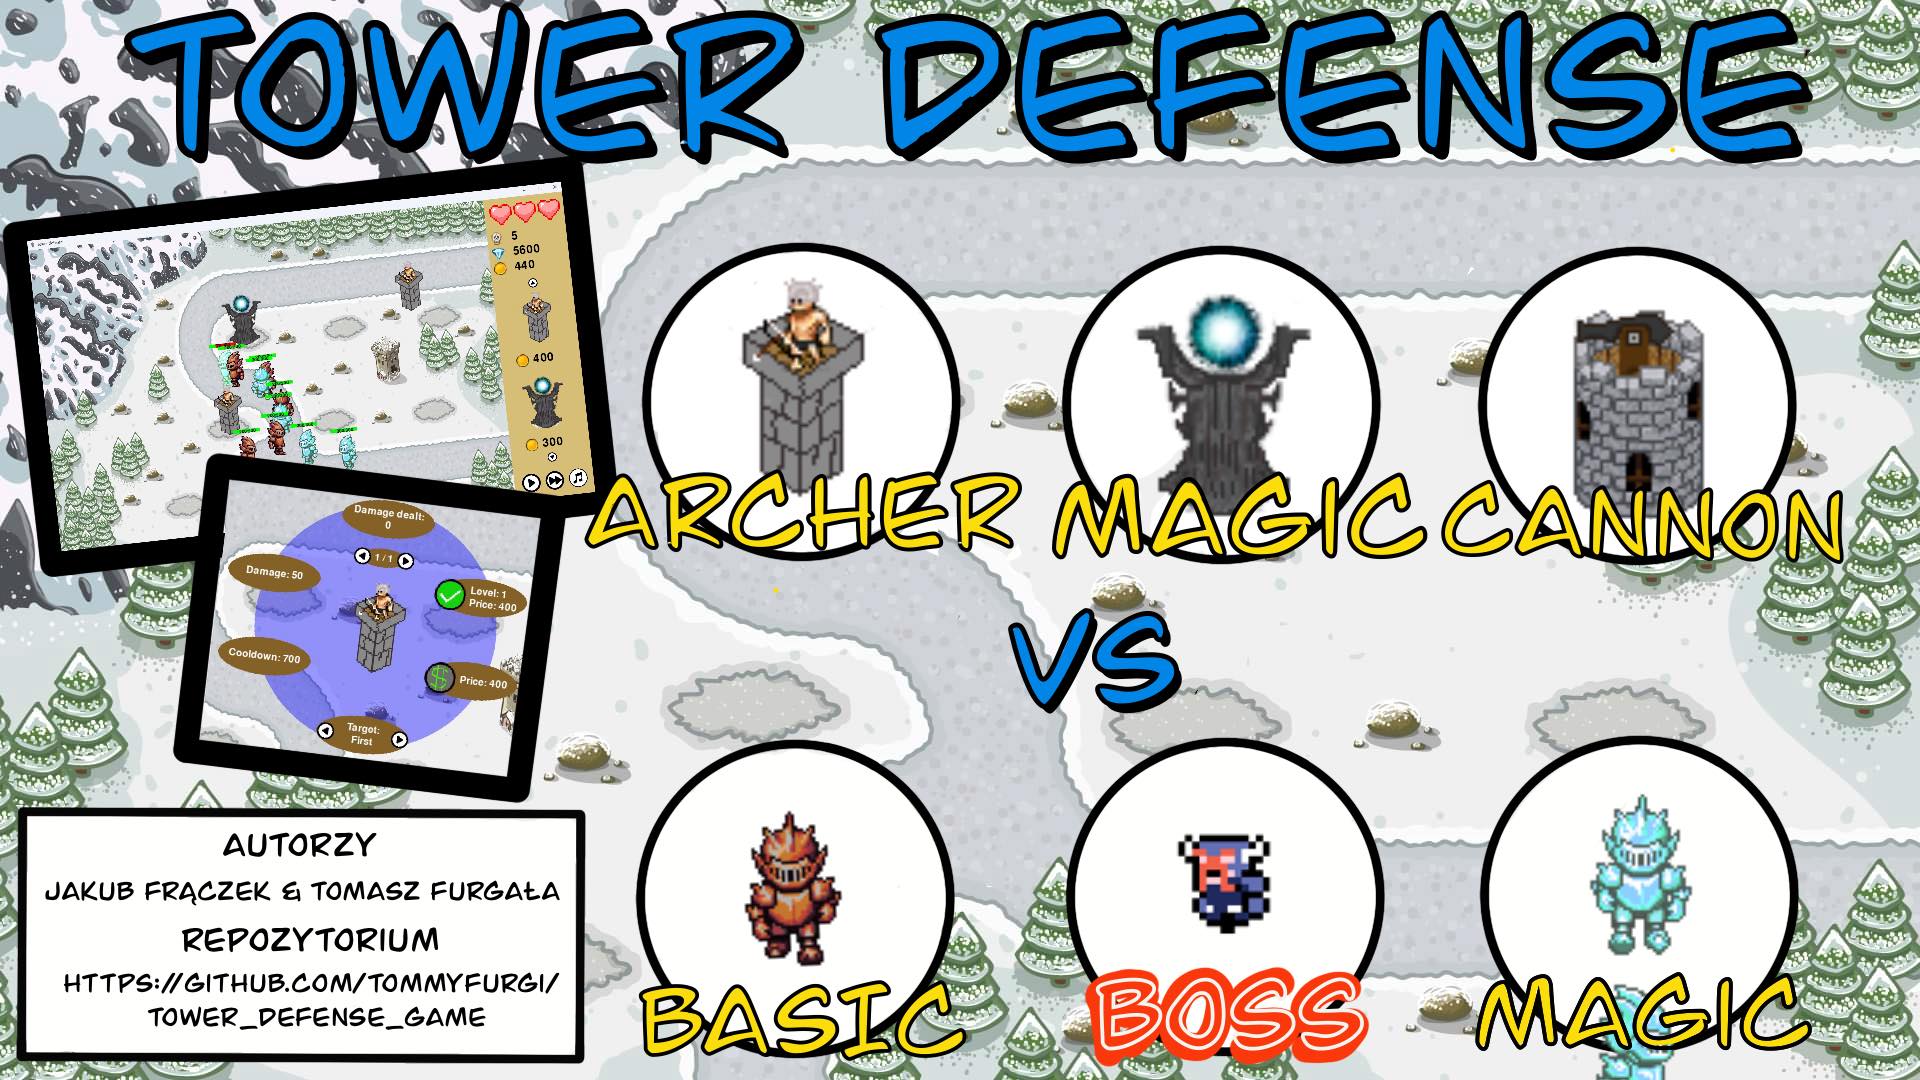 TOWER DEFENSE
5
5600
440
400
300
Damage dealt:
0
1 / 1
Damage: 50
Level: 1
Price: 400
Cooldown: 700
Price: 400
Target:
First
ARCHER MAGIC CANNON
VS
BASIC BOSS MAGIC
AUTORZY
JAKUB FRĄCZEK & TOMASZ FURGAŁA
REPOZYTORIUM
HTTPS://GITHUB.COM/TOMMYFURGI/
TOWER_DEFENSE_GAME